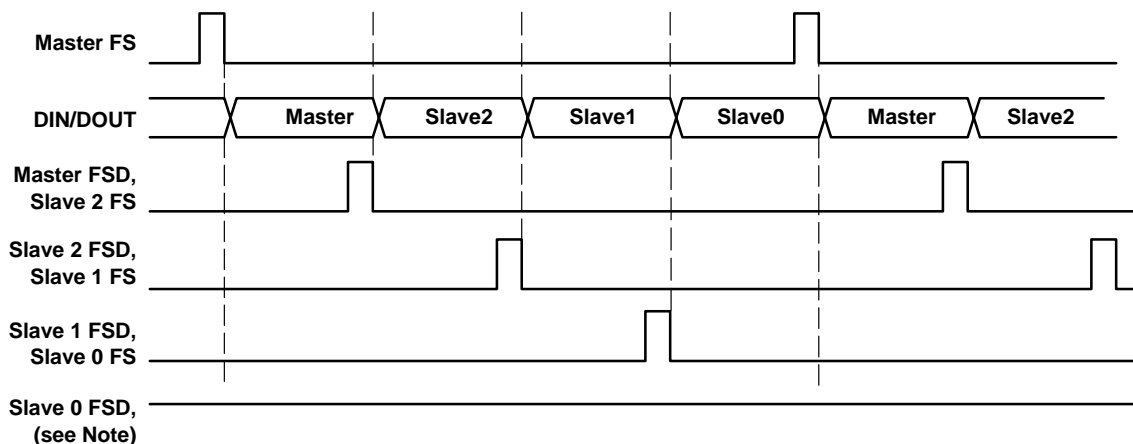 Master FS
DIN/DOUT
Master
Slave2
Slave1
Slave0
Master
Slave2
Master FSD,
Slave 2 FS
Slave 2 FSD,
Slave 1 FS
Slave 1 FSD,
Slave 0 FS
Slave 0 FSD,
(see Note)